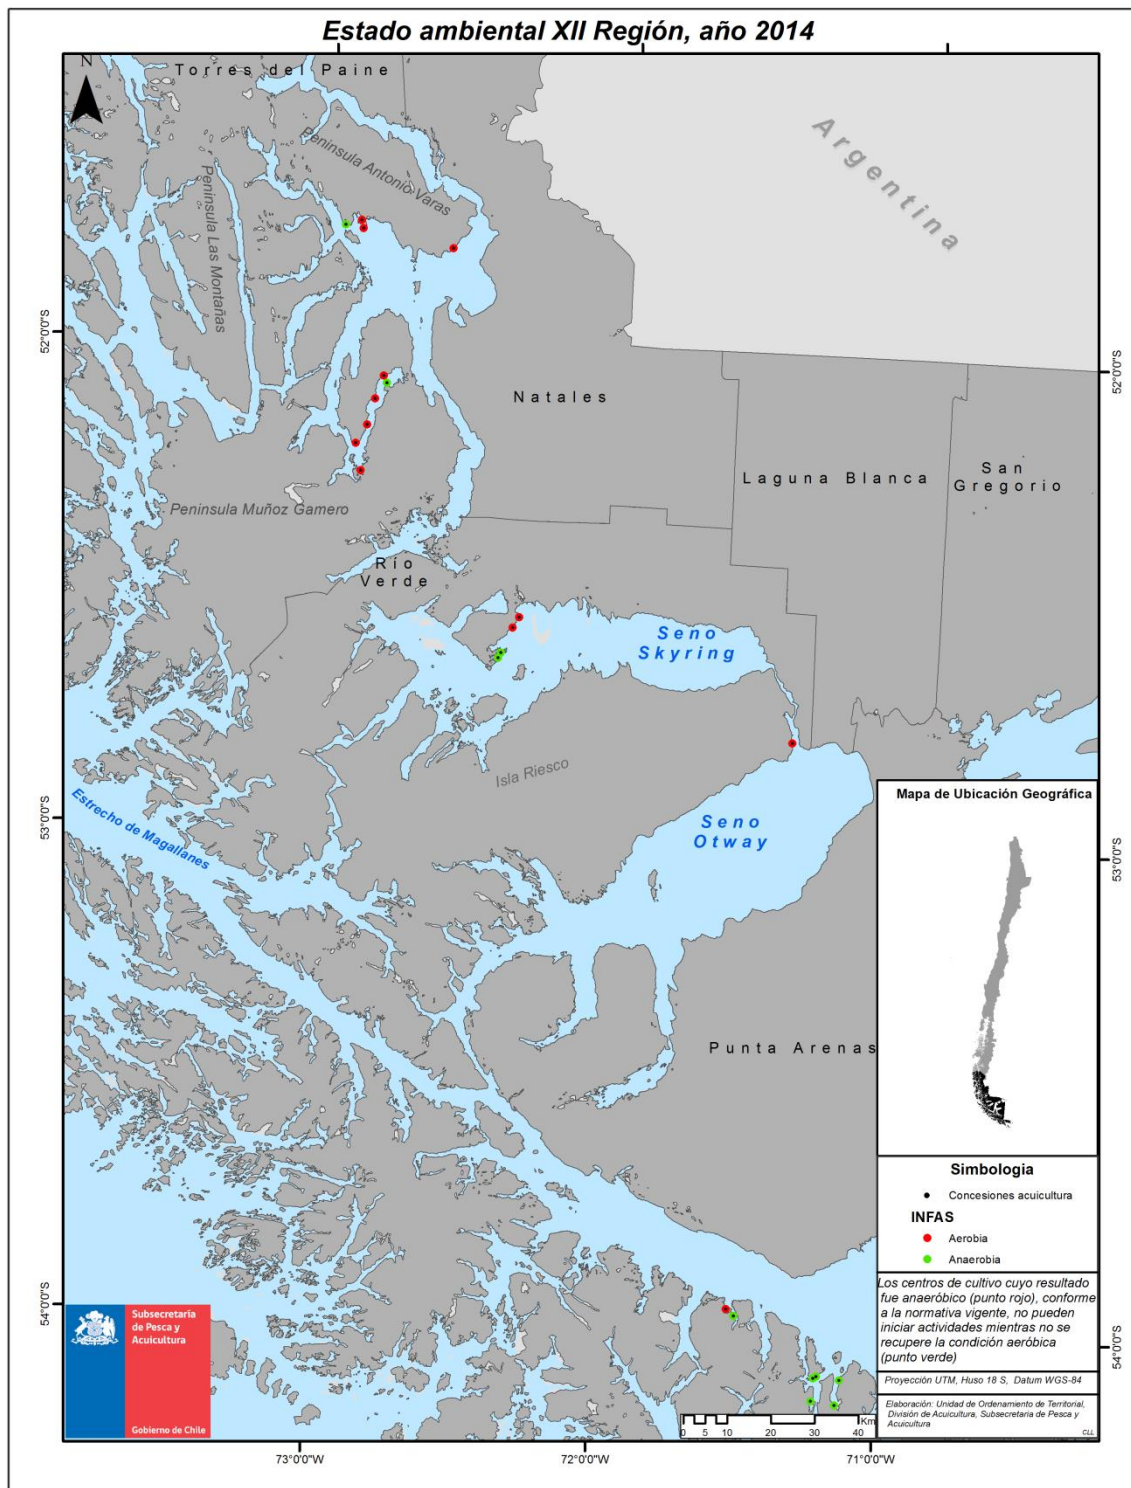 Estado ambiental XII Región, año 2014
N
Torres del Paine
Argentina
Peninsula Antonio Varas
Peninsula Las Montañas
52°0'0"S
52°0'0"S
Natales
Laguna Blanca
San
Gregorio
Peninsula Muñoz Gamero
Río
Verde
Seno
Skyring
Isla Riesco
Estrecho de Magallanes
53°0'0"S
Seno
Otway
53°0'0"S
Mapa de Ubicación Geográfica
Punta Arenas
Simbologia
Concesiones acuicultura
INFAS
Aerobia
Anaerobia
Los centros de cultivo cuyo resultado
fue anaeróbico (punto rojo), conforme
a la normativa vigente, no pueden
iniciar actividades mientras no se
recupere la condición aeróbica
(punto verde)
Proyección UTM, Huso 18 S, Datum WGS-84
Elaboración: Unidad de Ordenamiento de Territorial,
División de Acuicultura, Subsecretaria de Pesca y
Acuicultura
CLL
54°0'0"S
54°0'0"S
Subsecretaría
de Pesca y
Acuicultura
Gobierno de Chile
0 5 10 20 30 40
Km
73°0'0"W
72°0'0"W
71°0'0"W